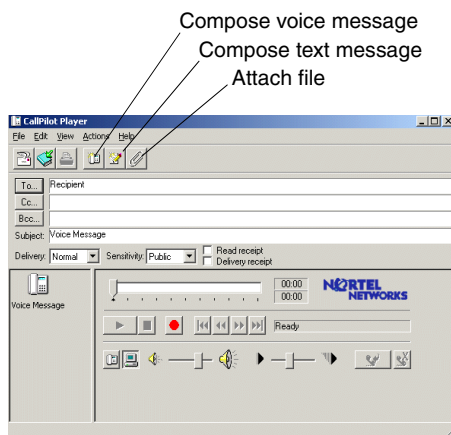 Compose voice message
Compose text message
Attach file
CallPilot Player
File Edit View Actions Help
To... Recipient
Cc...
Bcc...
Subject: Voice Message
Delivery: Normal Sensitivity: Public Read receipt
Delivery receipt
Voice Message
00:00
00:00
NORTEL
NETWORKS
Ready